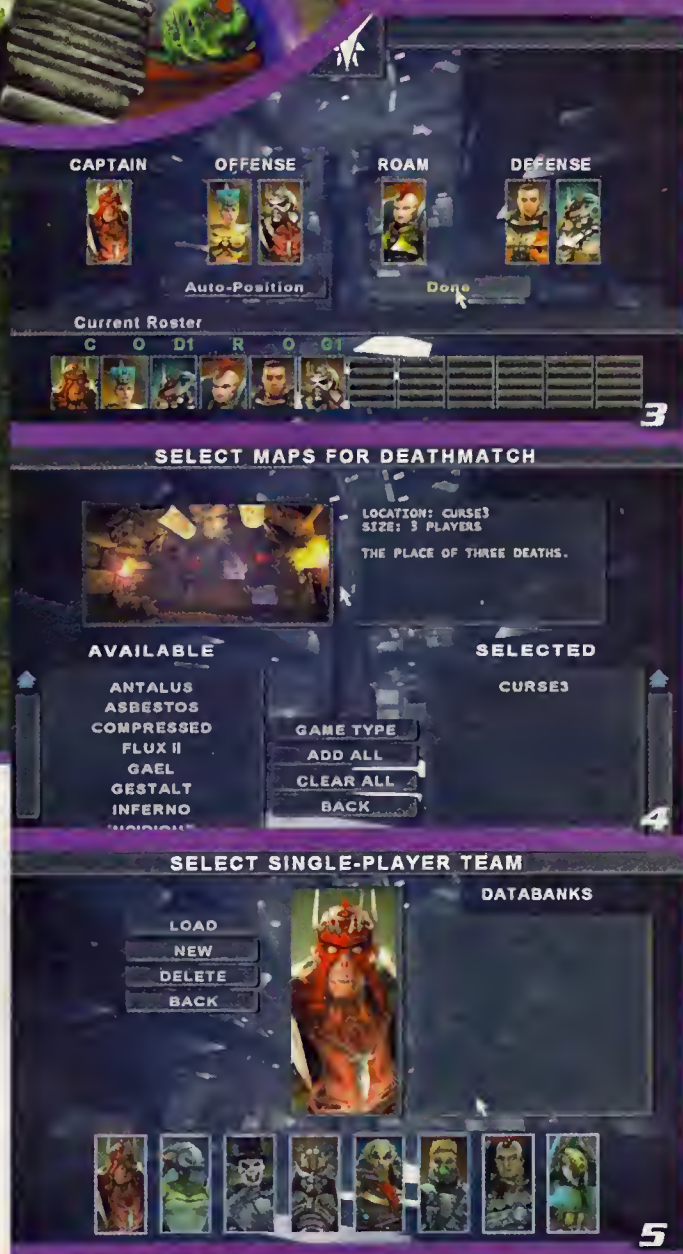 CAPTAIN OFFENSE ROAM DEFENSE
Auto-Position Done
Current Roster
C O D1 R O G1
3
SELECT MAPS FOR DEATHMATCH
LOCATION: CURSE3
SIZE: 3 PLAYERS
THE PLACE OF THREE DEATHS.
AVAILABLE
SELECTED
ANTALUS
ASBESTOS
COMPRESSED
FLUX II
GAEL
GESTALT
INFERNO
CURSE3
GAME TYPE
ADD ALL
CLEAR ALL
BACK
4
SELECT SINGLE-PLAYER TEAM
DATABANKS
LOAD
NEW
DELETE
BACK
5